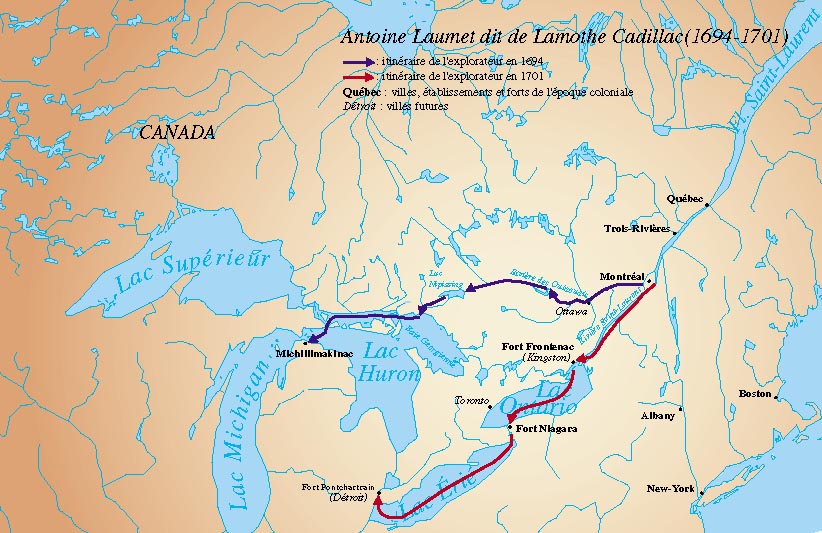 Antoine Laumet dit de Lamothe Cadillac(1694-1701)
: itinéraire de l'explorateur en 1694
: itinéraire de l'explorateur en 1701
Québec : villes, établissements et forts de l'époque coloniale
Détroit : villes futures
Fl. Saint-Laurent
CANADA
Québec
Trois-Rivières
Lac Supérieur
Montréal
Lac
Nipissing
Rivière des Outaouais
Ottawa
Rivière Saint-Laurent
Baie Georgienne
Michilimakinac
Fort Frontenac
(Kingston)
Lac
Huron
Lac Michigan
Lac
Ontario
Toronto
Boston
Albany
Fort Niagara
Lac Érie
Fort Pontchartrain
(Détroit)
New-York